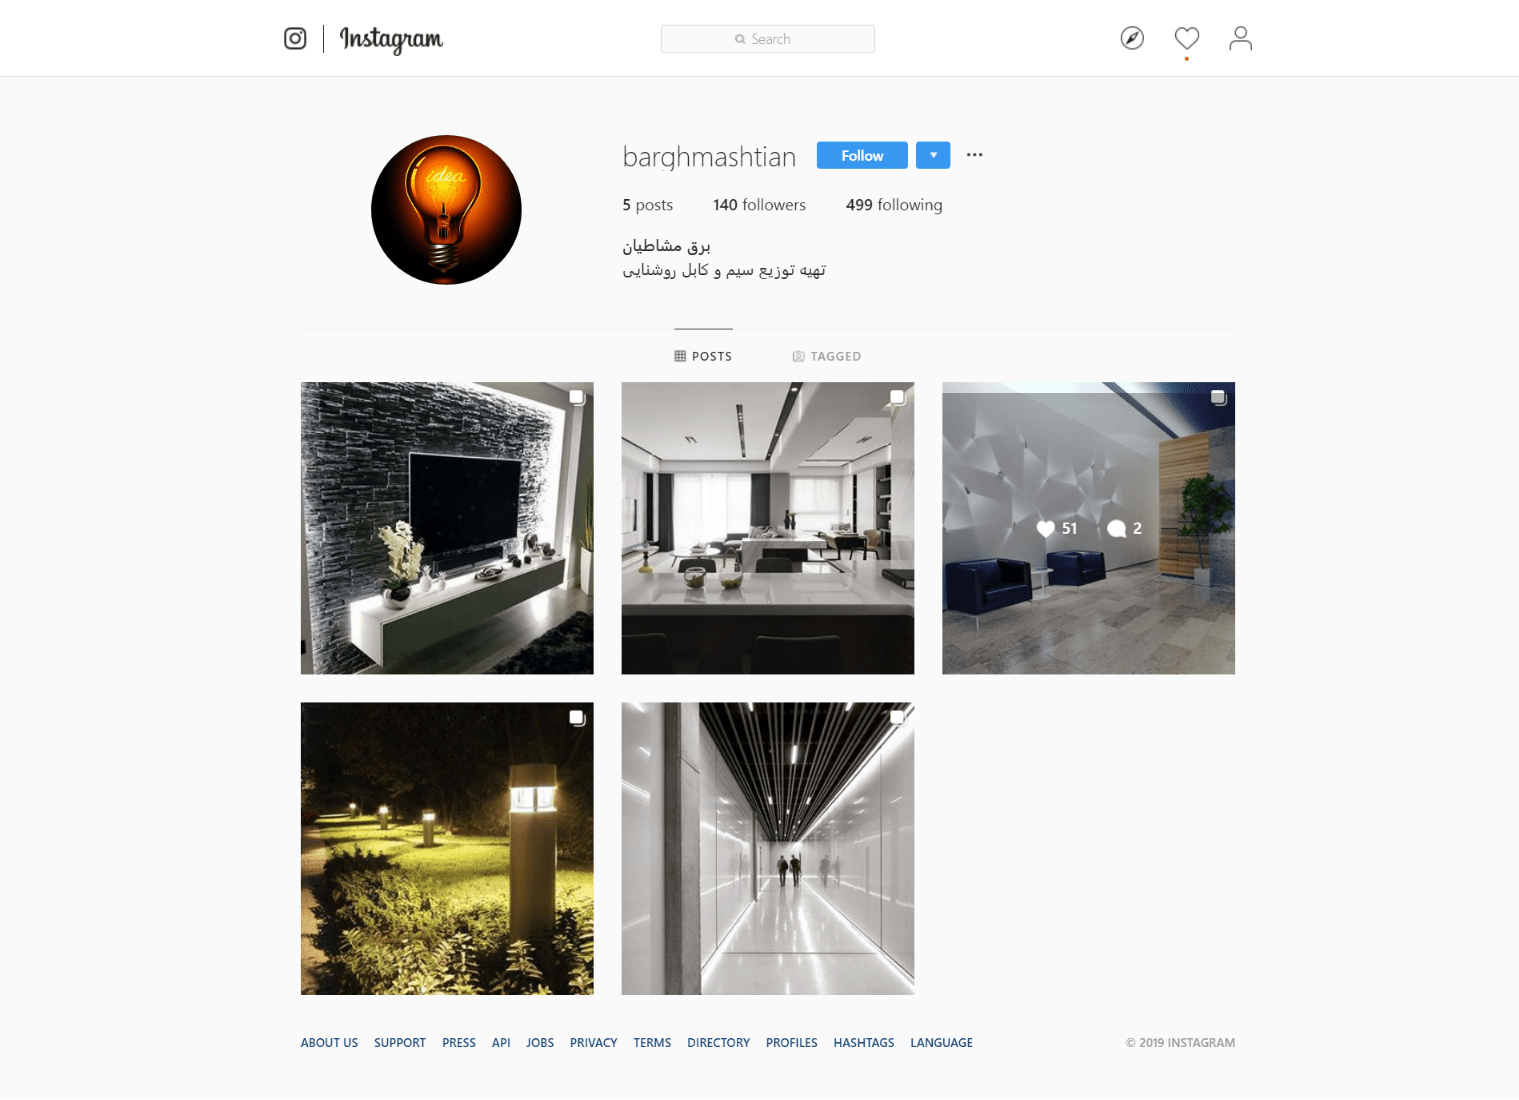 Instagram
Search
barghmashtian
Follow
5 posts 140 followers 499 following
برق مشاطیان
تهیه توزیع سیم و کابل روشنایی
POSTS TAGGED
idea
51 2
ABOUT US SUPPORT PRESS API JOBS PRIVACY TERMS DIRECTORY PROFILES HASHTAGS LANGUAGE © 2019 INSTAGRAM